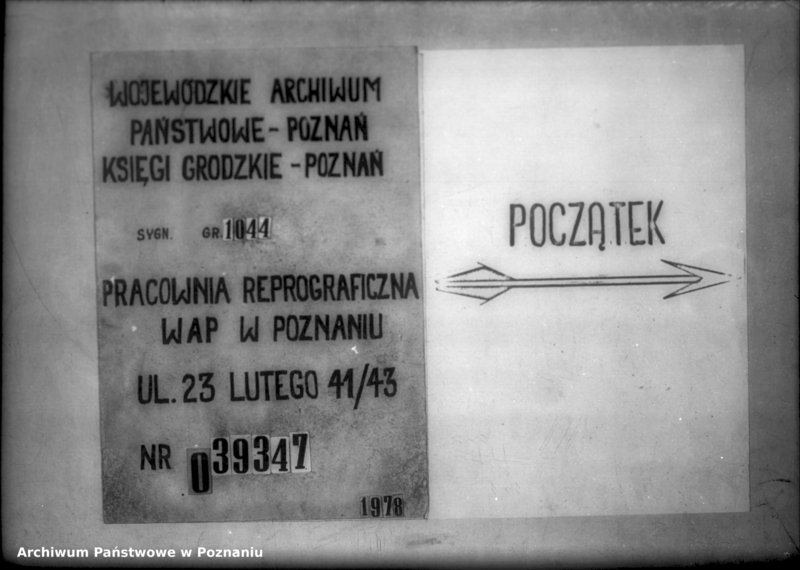 WOJEWÓDZKIE ARCHIWUM
PAŃSTWOWE - POZNAŃ
KSIĘGI GRODZKIE - POZNAŃ
SYGN. GR. 1044
PRACOWNIA REPROGRAFICZNA
WAP W POZNANIU
UL. 23 LUTEGO 41/43
NR 039347
1978
POCZĄTEK
Archiwum Państwowe w Poznaniu